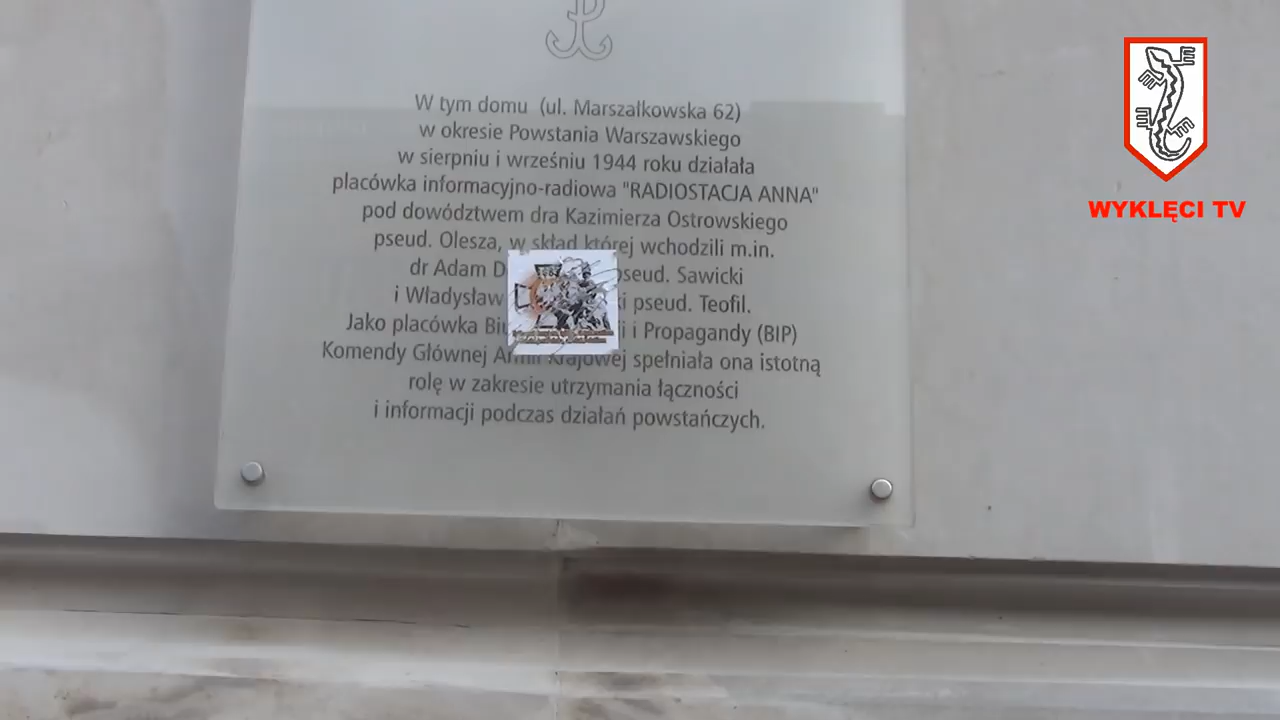 W tym domu (ul. Marszałkowska 62)
w okresie Powstania Warszawskiego
w sierpniu i wrześniu 1944 roku działała
placówka informacyjno-radiowa "RADIOSTACJA ANNA"
pod dowództwem dra Kazimierza Ostrowskiego
pseud. Olesza, w skład której wchodzili m.in.
dr Adam pseud. Sawicki
i Władysław pseud. Teofil.
Jako placówka i Propagandy (BIP)
Komendy Głównej Armii Krajowej spełniała ona istotną
rolę w zakresie utrzymania łączności
i informacji podczas działań powstańczych.
WYKLĘCI TV